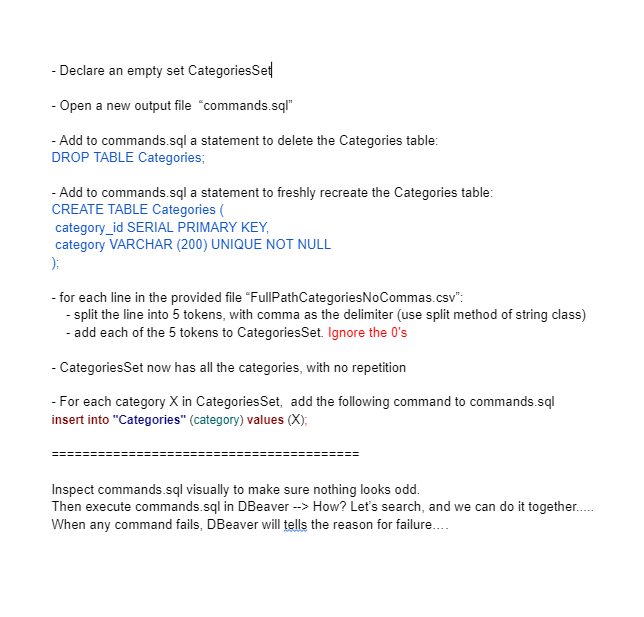 - Declare an empty set CategoriesSet
- Open a new output file  “commands.sql”
- Add to commands.sql a statement to delete the Categories table:
DROP TABLE Categories;
- Add to commands.sql a statement to freshly recreate the Categories table:
CREATE TABLE Categories (
category_id SERIAL PRIMARY KEY,
category VARCHAR (200) UNIQUE NOT NULL
);
- for each line in the provided file “FullPathCategoriesNoCommas.csv”:
- split the line into 5 tokens, with comma as the delimiter (use split method of string class)
- add each of the 5 tokens to CategoriesSet. Ignore the 0's
- CategoriesSet now has all the categories, with no repetition
- For each category X in CategoriesSet,  add the following command to commands.sql
insert into "Categories" (category) values (X);
========================================
Inspect commands.sql visually to make sure nothing looks odd.
Then execute commands.sql in DBeaver --> How? Let's search, and we can do it together.....
When any command fails, DBeaver will tells the reason for failure….